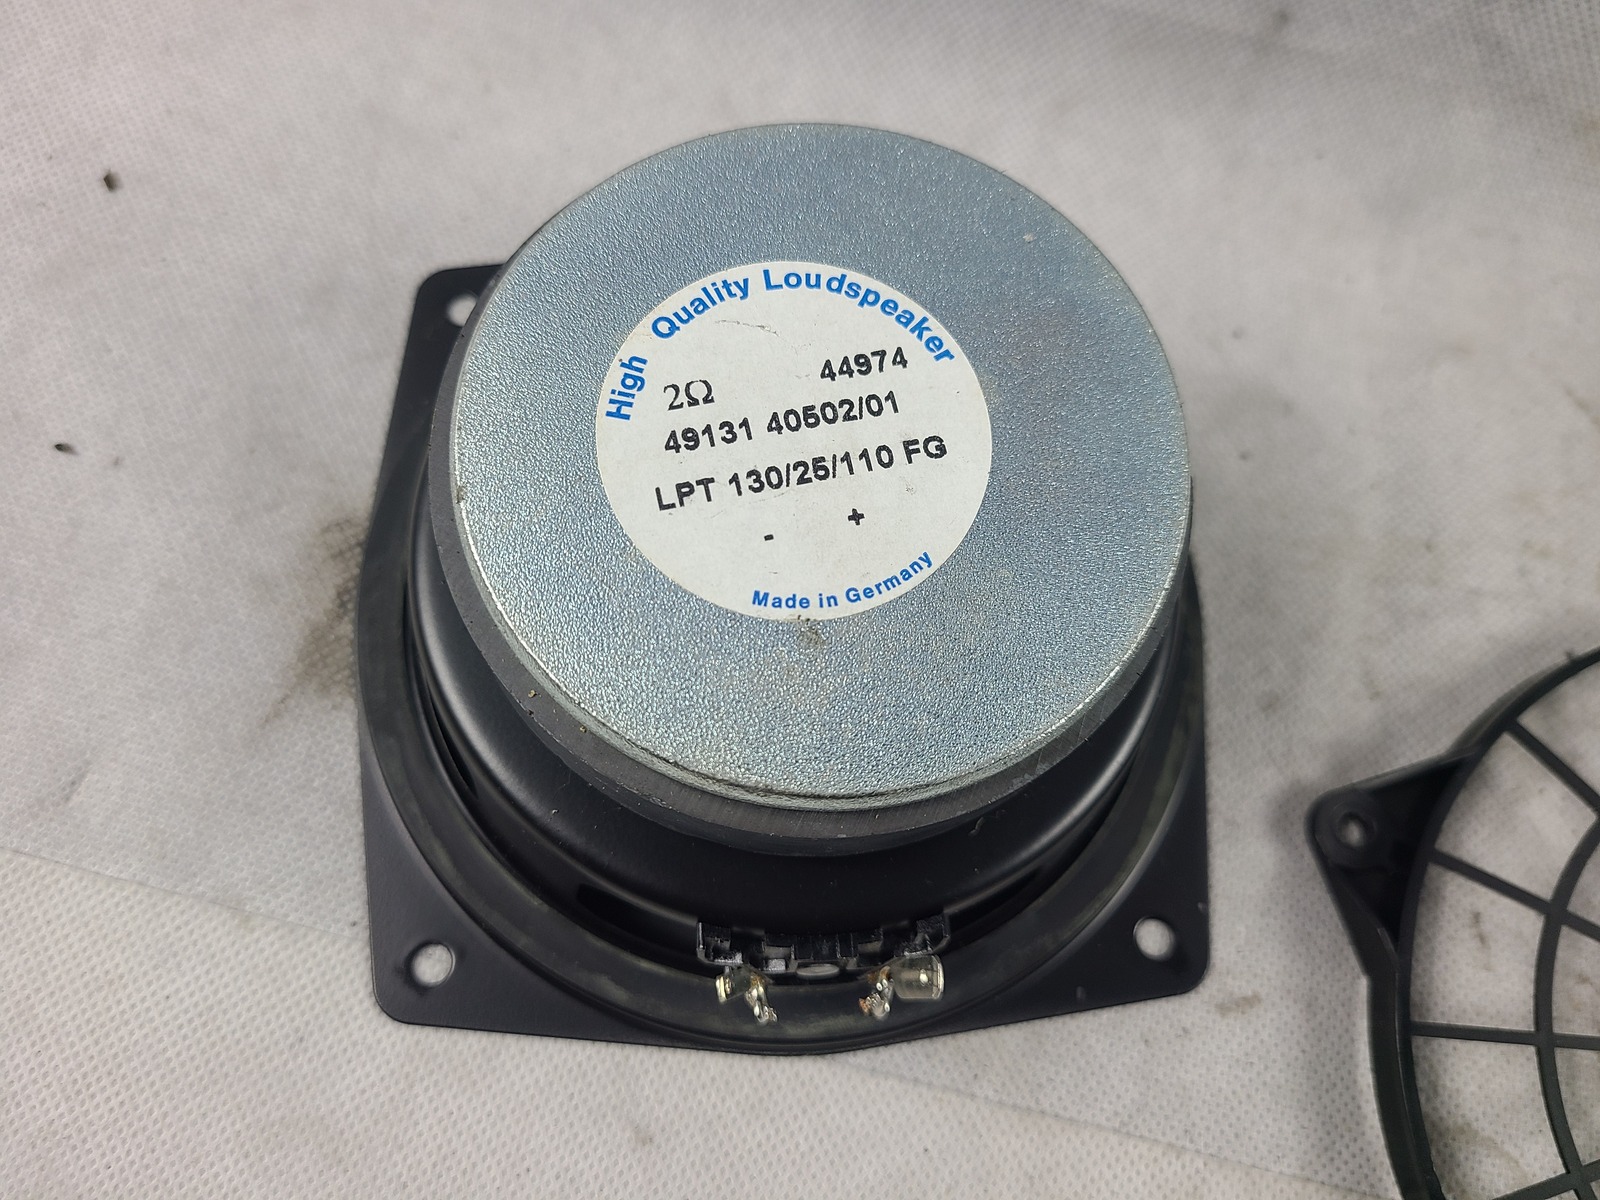 High Quality Loudspeaker
2Ω 44974
49131 40502/01
LPT 130/25/110 FG
- +
Made in Germany